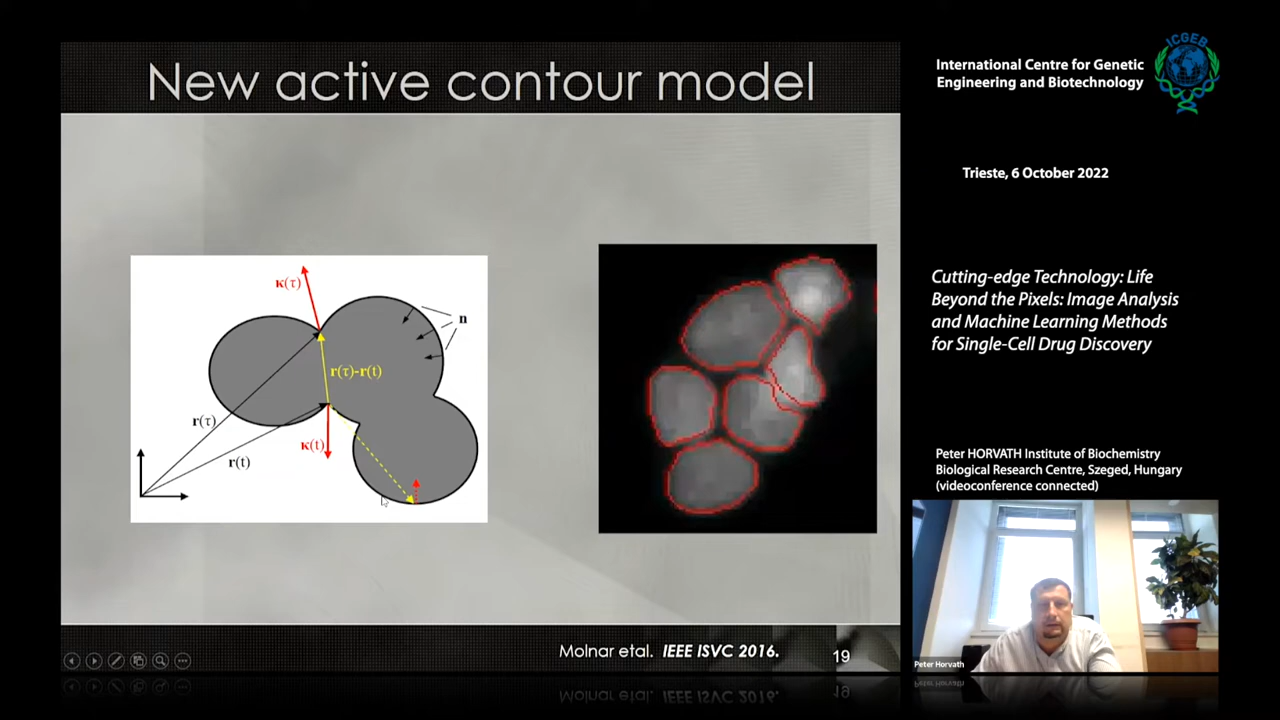 New active contour model
κ(τ)
n
r(τ)-r(t)
r(τ)
κ(t)
r(t)
Molnar etal. IEEE ISVC 2016.
19
International Centre for Genetic
Engineering and Biotechnology
ICGEB
Trieste, 6 October 2022
Cutting-edge Technology: Life
Beyond the Pixels: Image Analysis
and Machine Learning Methods
for Single-Cell Drug Discovery
Peter HORVATH Institute of Biochemistry
Biological Research Centre, Szeged, Hungary
(videoconference connected)
Peter Horvath